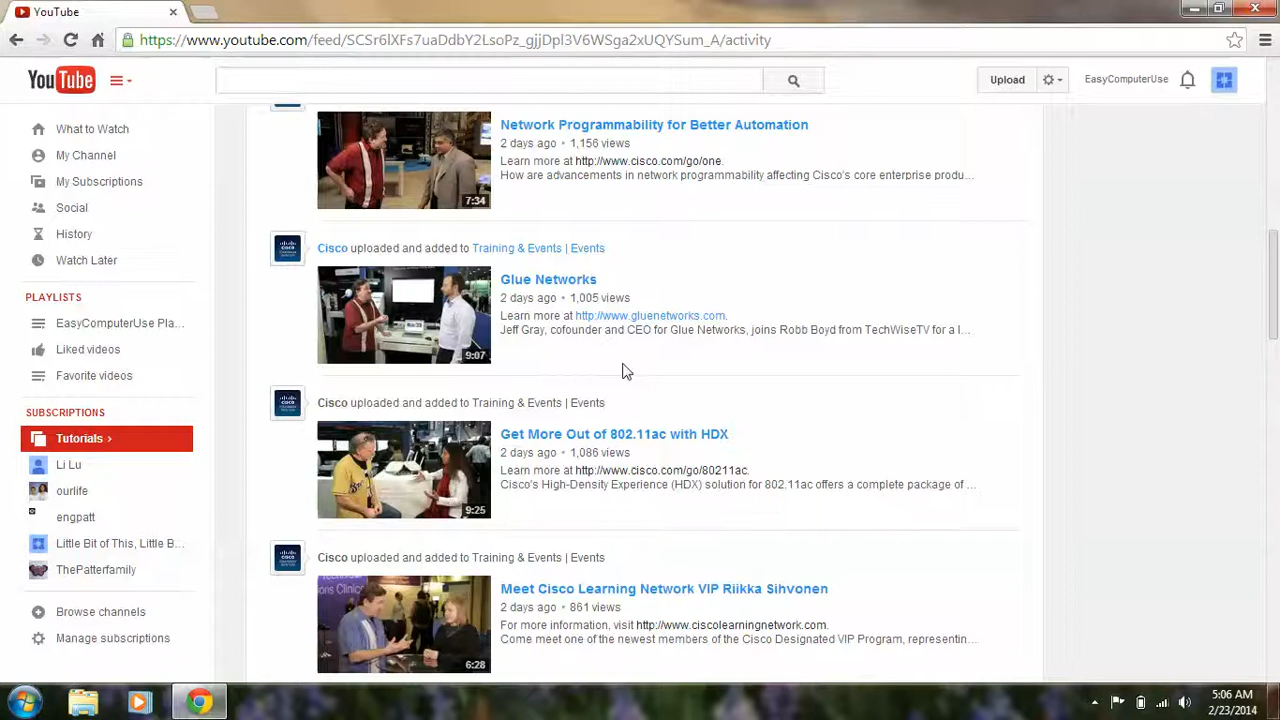 YouTube
https://www.youtube.com/feed/SCSr6lXFs7uaDdbY2LsoPz_gjjDpBV6WSga2xUQYSum_A/activity
YouTube
Upload
EasyComputerUse
What to Watch
My Channel
My Subscriptions
Social
History
Watch Later
PLAYLISTS
EasyComputerUse Pla...
Liked videos
Favorite videos
SUBSCRIPTIONS
Tutorials ›
Li Lu
ourlife
engpatt
Little Bit of This, Little B...
ThePatterfamily
Browse channels
Manage subscriptions
Network Programmability for Better Automation
2 days ago • 1,156 views
Learn more at http://www.cisco.com/go/one.
How are advancements in network programmability affecting Cisco's core enterprise produ...
7:34
Cisco uploaded and added to Training & Events | Events
Glue Networks
2 days ago • 1,005 views
Learn more at http://www.gluenetworks.com.
Jeff Gray, cofounder and CEO for Glue Networks, joins Robb Boyd from TechWiseTV for a l...
9:07
Cisco uploaded and added to Training & Events | Events
Get More Out of 802.11ac with HDX
2 days ago • 1,086 views
Learn more at http://www.cisco.com/go/80211ac.
Cisco's High-Density Experience (HDX) solution for 802.11ac offers a complete package of ...
9:25
Cisco uploaded and added to Training & Events | Events
Meet Cisco Learning Network VIP Riikka Sihvonen
2 days ago • 861 views
For more information, visit http://www.ciscolearningnetwork.com.
Come meet one of the newest members of the Cisco Designated VIP Program, representin...
6:28
5:06 AM
2/23/2014